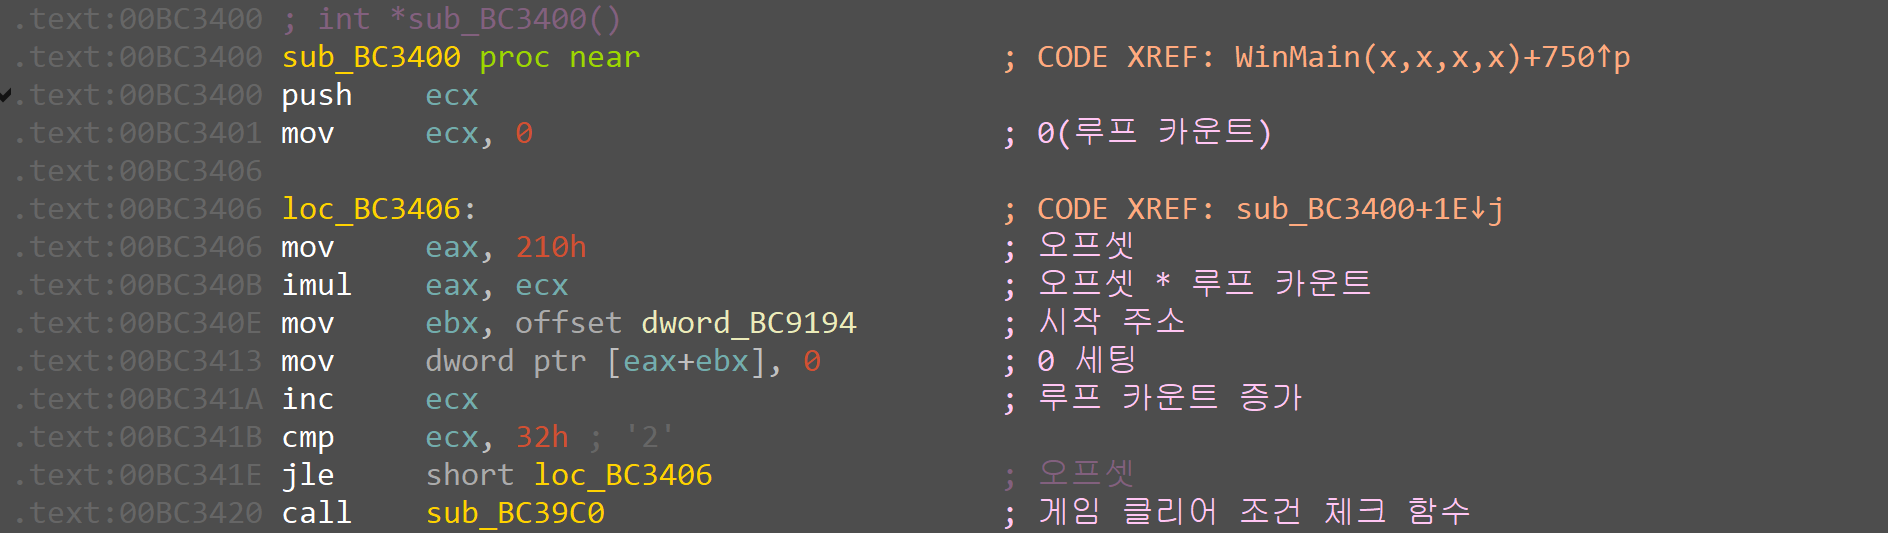 .text:00BC3400 ; int *sub_BC3400()
.text:00BC3400 sub_BC3400 proc near ; CODE XREF: WinMain(x,x,x,x)+750↑p
.text:00BC3400 push ecx
.text:00BC3401 mov ecx, 0 ; 0(루프 카운트)
.text:00BC3406
.text:00BC3406 loc_BC3406: ; CODE XREF: sub_BC3400+1E↓j
.text:00BC3406 mov eax, 210h ; 오프셋
.text:00BC340B imul eax, ecx ; 오프셋 * 루프 카운트
.text:00BC340E mov ebx, offset dword_BC9194 ; 시작 주소
.text:00BC3413 mov dword ptr [eax+ebx], 0 ; 0 세팅
.text:00BC341A inc ecx ; 루프 카운트 증가
.text:00BC341B cmp ecx, 32h ; '2'
.text:00BC341E jle short loc_BC3406 ; 오프셋
.text:00BC3420 call sub_BC39C0 ; 게임 클리어 조건 체크 함수